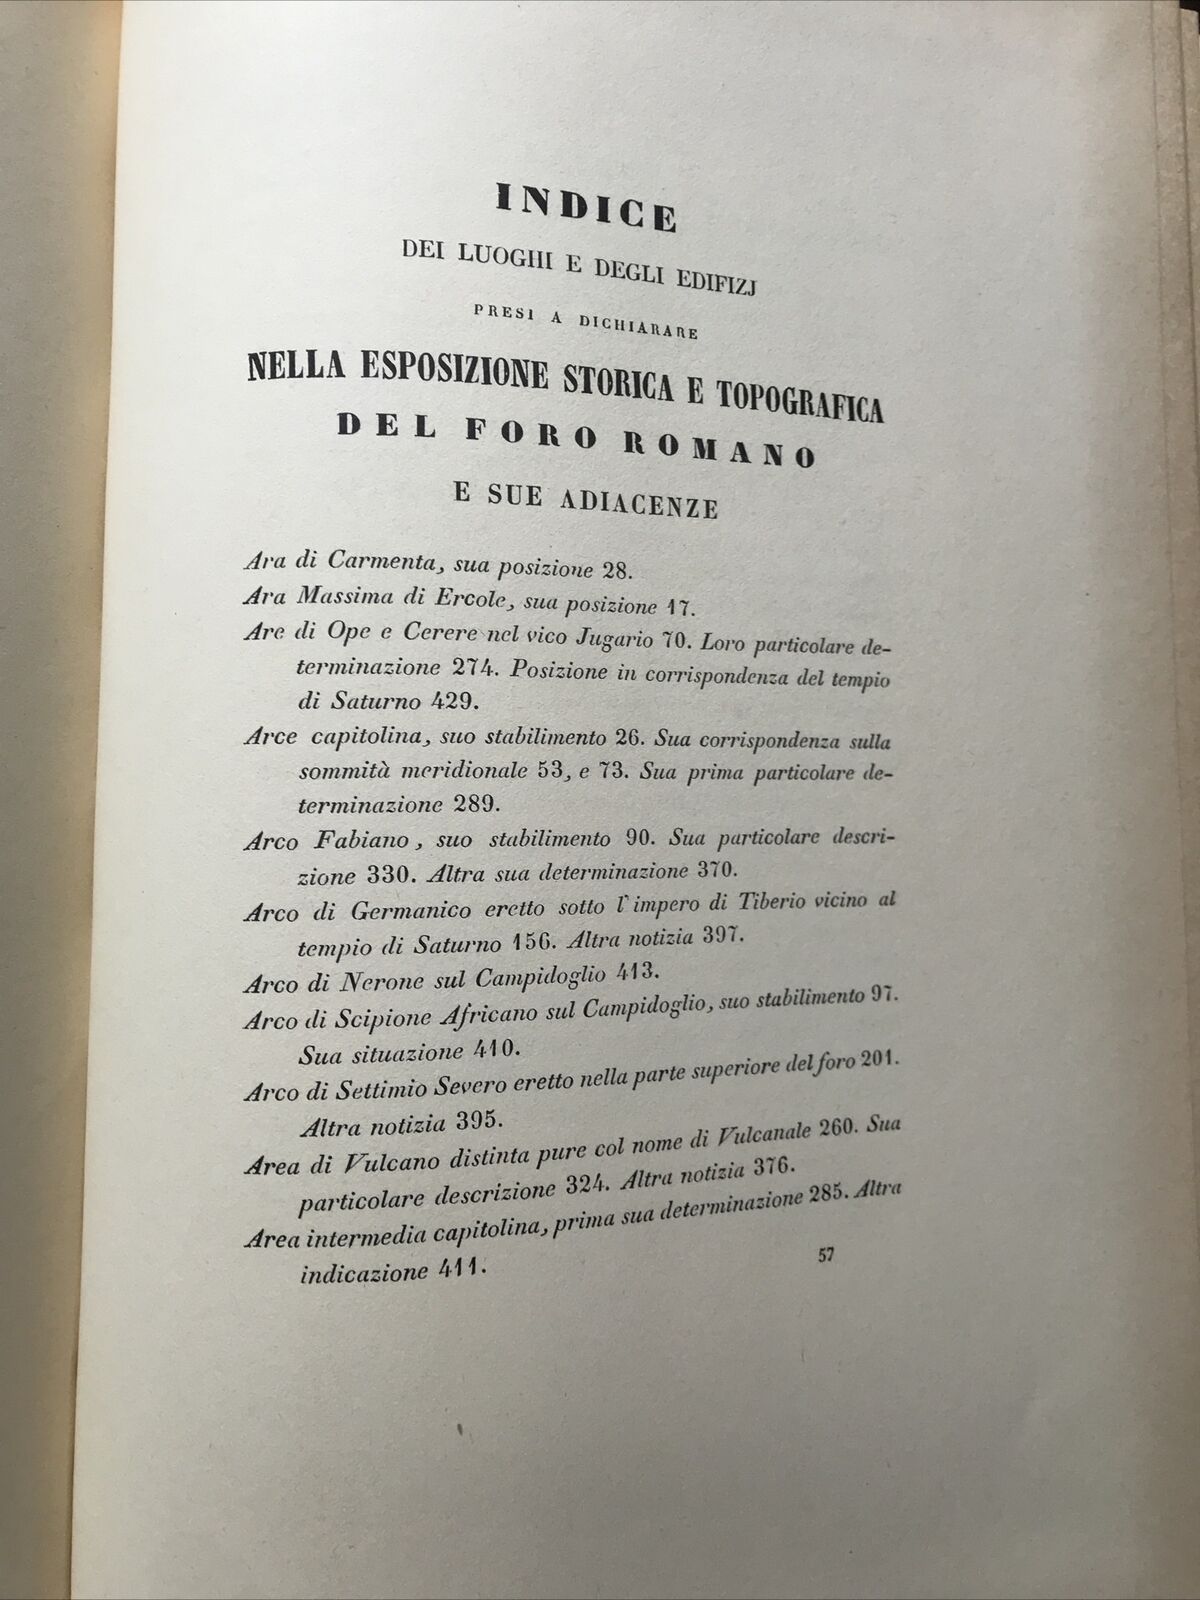 INDICE
DEI LUOGHI E DEGLI EDIFIZJ
PRESI A DICHIARARE
NELLA ESPOSIZIONE STORICA E TOPOGRAFICA
DEL FORO ROMANO
E SUE ADIACENZE
Ara di Carmenta, sua posizione 28.
Ara Massima di Ercole, sua posizione 17.
Are di Ope e Cerere nel vico Jugario 70. Loro particolare de-
terminazione 274. Posizione in corrispondenza del tempio
di Saturno 429.
Arce capitolina, suo stabilimento 26. Sua corrispondenza sulla
sommità meridionale 53, e 73. Sua prima particolare de-
terminazione 289.
Arco Fabiano, suo stabilimento 90. Sua particolare descri-
zione 330. Altra sua determinazione 370.
Arco di Germanico eretto sotto l'impero di Tiberio vicino al
tempio di Saturno 156. Altra notizia 397.
Arco di Nerone sul Campidoglio 413.
Arco di Scipione Africano sul Campidoglio, suo stabilimento 97.
Sua situazione 410.
Arco di Settimio Severo eretto nella parte superiore del foro 201.
Altra notizia 395.
Area di Vulcano distinta pure col nome di Vulcanale 260. Sua
particolare descrizione 324. Altra notizia 376.
Area intermedia capitolina, prima sua determinazione 285. Altra
indicazione 411.
57